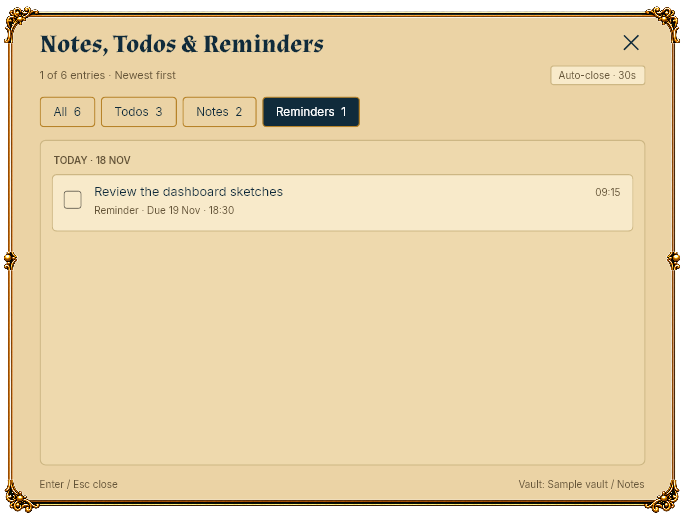 Notes, Todos & Reminders
1 of 6 entries · Newest first
Auto-close · 30s
All 6
Todos 3
Notes 2
Reminders 1
TODAY · 18 NOV
Review the dashboard sketches
09:15
Reminder · Due 19 Nov · 18:30
Enter / Esc close
Vault: Sample vault / Notes